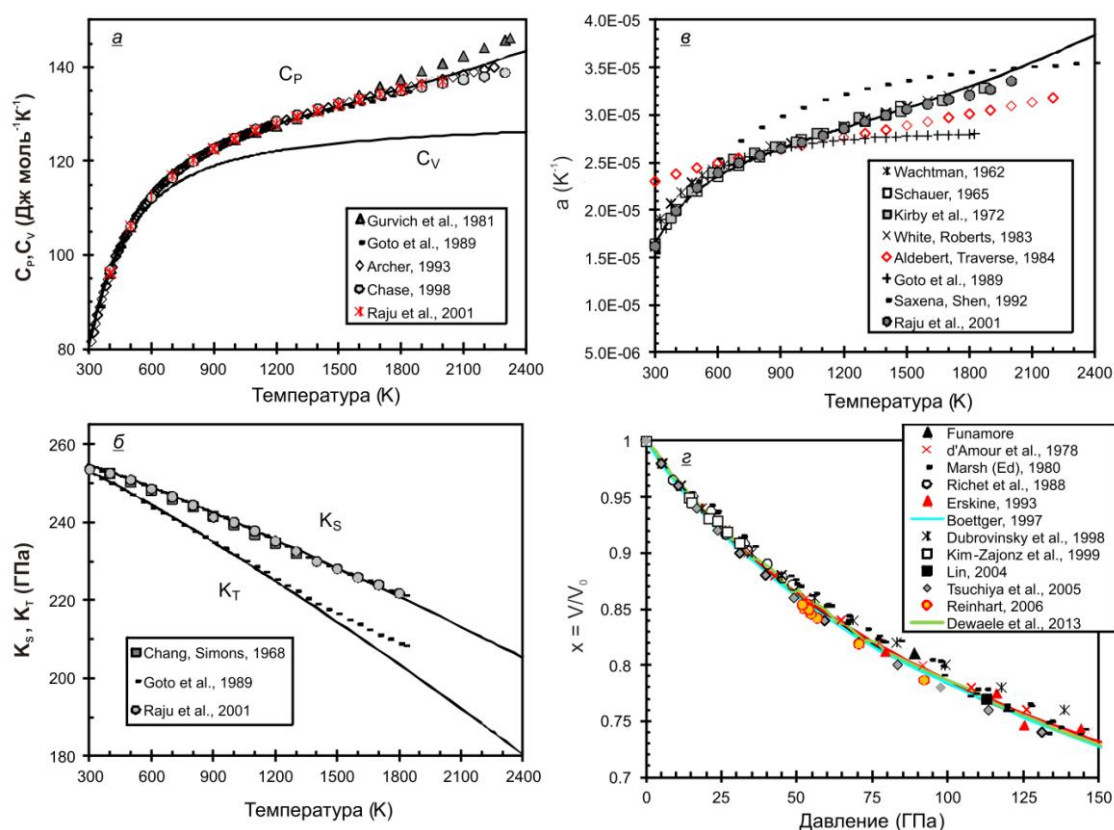 а
C_P
C_V
140
120
100
80
C_P,C_V (Дж моль⁻¹К⁻¹)
Gurvich et al., 1981
Goto et al., 1989
Archer, 1993
Chase, 1998
Raju et al., 2001
300 600 900 1200 1500 1800 2100 2400
Температура (K)
в
4.0E-05
3.5E-05
3.0E-05
2.5E-05
2.0E-05
1.5E-05
5.0E-06
a (K⁻¹)
Wachtman, 1962
Schauer, 1965
Kirby et al., 1972
White, Roberts, 1983
Aldebert, Traverse, 1984
Goto et al., 1989
Saxena, Shen, 1992
Raju et al., 2001
300 600 900 1200 1500 1800 2100 2400
Температура (K)
б
260
240
220
200
180
K_S, K_T (ГПа)
K_S
K_T
Chang, Simons, 1968
Goto et al., 1989
Raju et al., 2001
300 600 900 1200 1500 1800 2100 2400
Температура (K)
г
1
0.95
0.9
0.85
0.8
0.75
0.7
x = V/V₀
Funamore
d'Amour et al., 1978
Marsh (Ed), 1980
Richet et al., 1988
Erskine, 1993
Boettger, 1997
Dubrovinsky et al., 1998
Kim-Zajonz et al., 1999
Lin, 2004
Tsuchiya et al., 2005
Reinhart, 2006
Dewaele et al., 2013
0 25 50 75 100 125 150
Давление (ГПа)